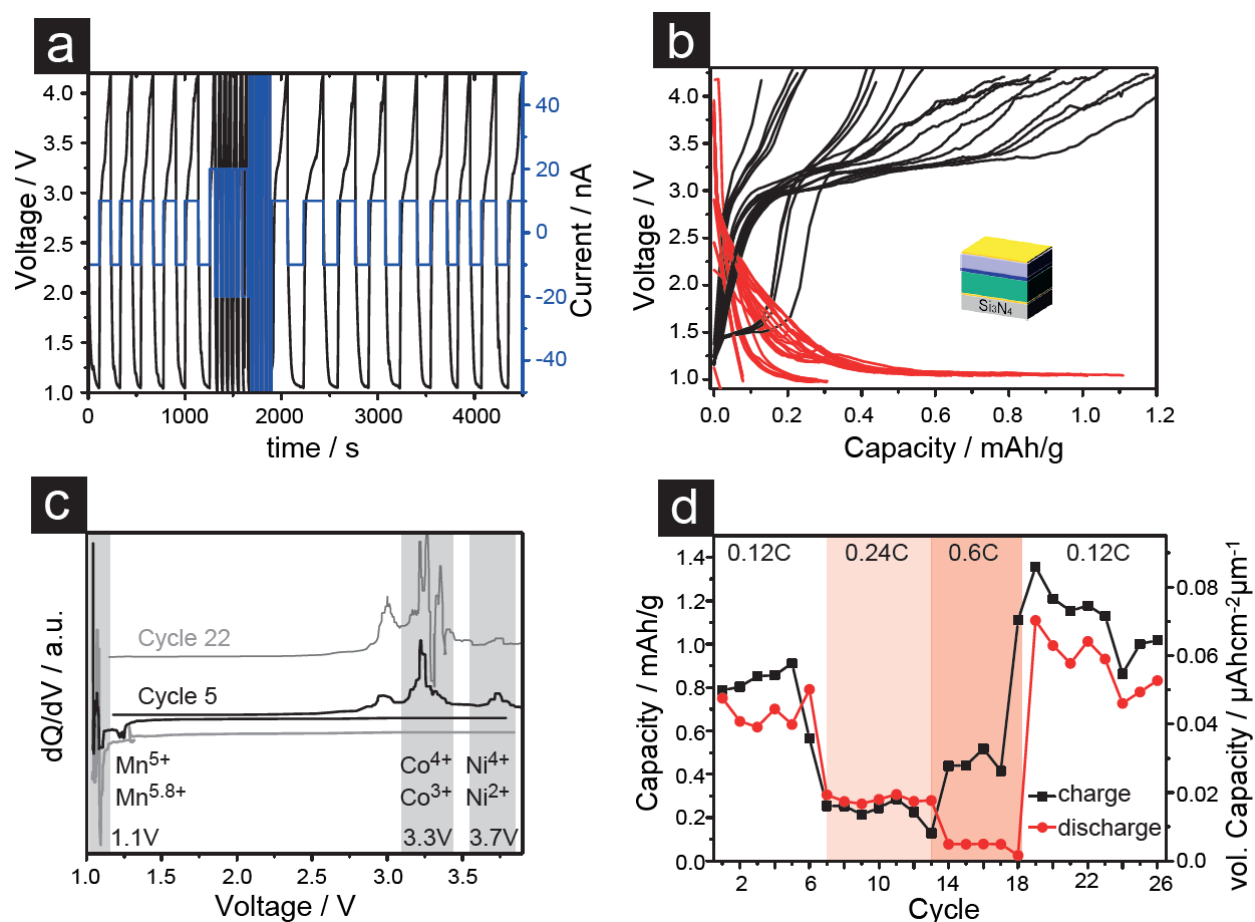 a
Voltage / V
4.0
3.5
3.0
2.5
2.0
1.5
1.0
0
1000
2000
3000
4000
time / s
40
20
0
-20
-40
Current / nA
b
Voltage / V
4.0
3.5
3.0
2.5
2.0
1.5
1.0
0.0
0.2
0.4
0.6
0.8
1.0
1.2
Capacity / mAh/g
Si₃N₄
c
dQ/dV / a.u.
Cycle 22
Cycle 5
Mn⁵⁺
Mn⁵·⁸⁺
1.1V
Co⁴⁺
Co³⁺
3.3V
Ni⁴⁺
Ni²⁺
3.7V
1.0
1.5
2.0
2.5
3.0
3.5
Voltage / V
d
0.12C
0.24C
0.6C
0.12C
Capacity / mAh/g
1.4
1.2
1.0
0.8
0.6
0.4
0.2
0.0
charge
discharge
2
4
6
8
10
12
14
16
18
20
22
24
26
Cycle
0.08
0.06
0.04
0.02
0.0
vol. Capacity / µAhcm⁻²µm⁻¹